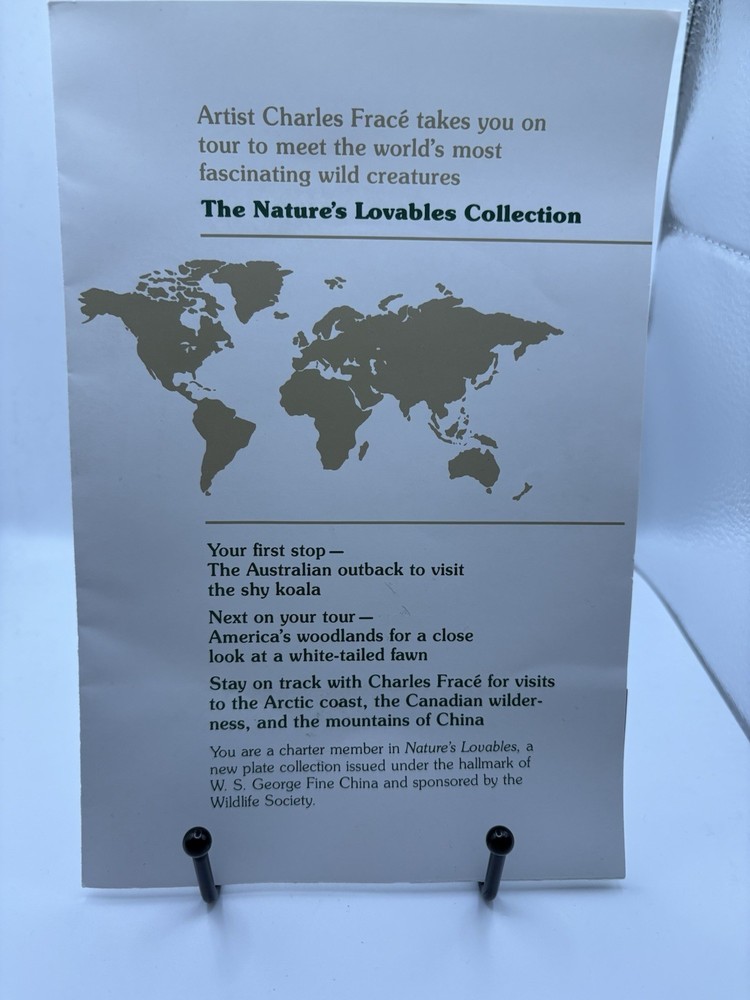 Artist Charles Fracé takes you on
tour to meet the world's most
fascinating wild creatures
The Nature's Lovables Collection
Your first stop —
The Australian outback to visit
the shy koala
Next on your tour —
America's woodlands for a close
look at a white-tailed fawn
Stay on track with Charles Fracé for visits
to the Arctic coast, the Canadian wilder-
ness, and the mountains of China
You are a charter member in Nature's Lovables, a
new plate collection issued under the hallmark of
W. S. George Fine China and sponsored by the
Wildlife Society.